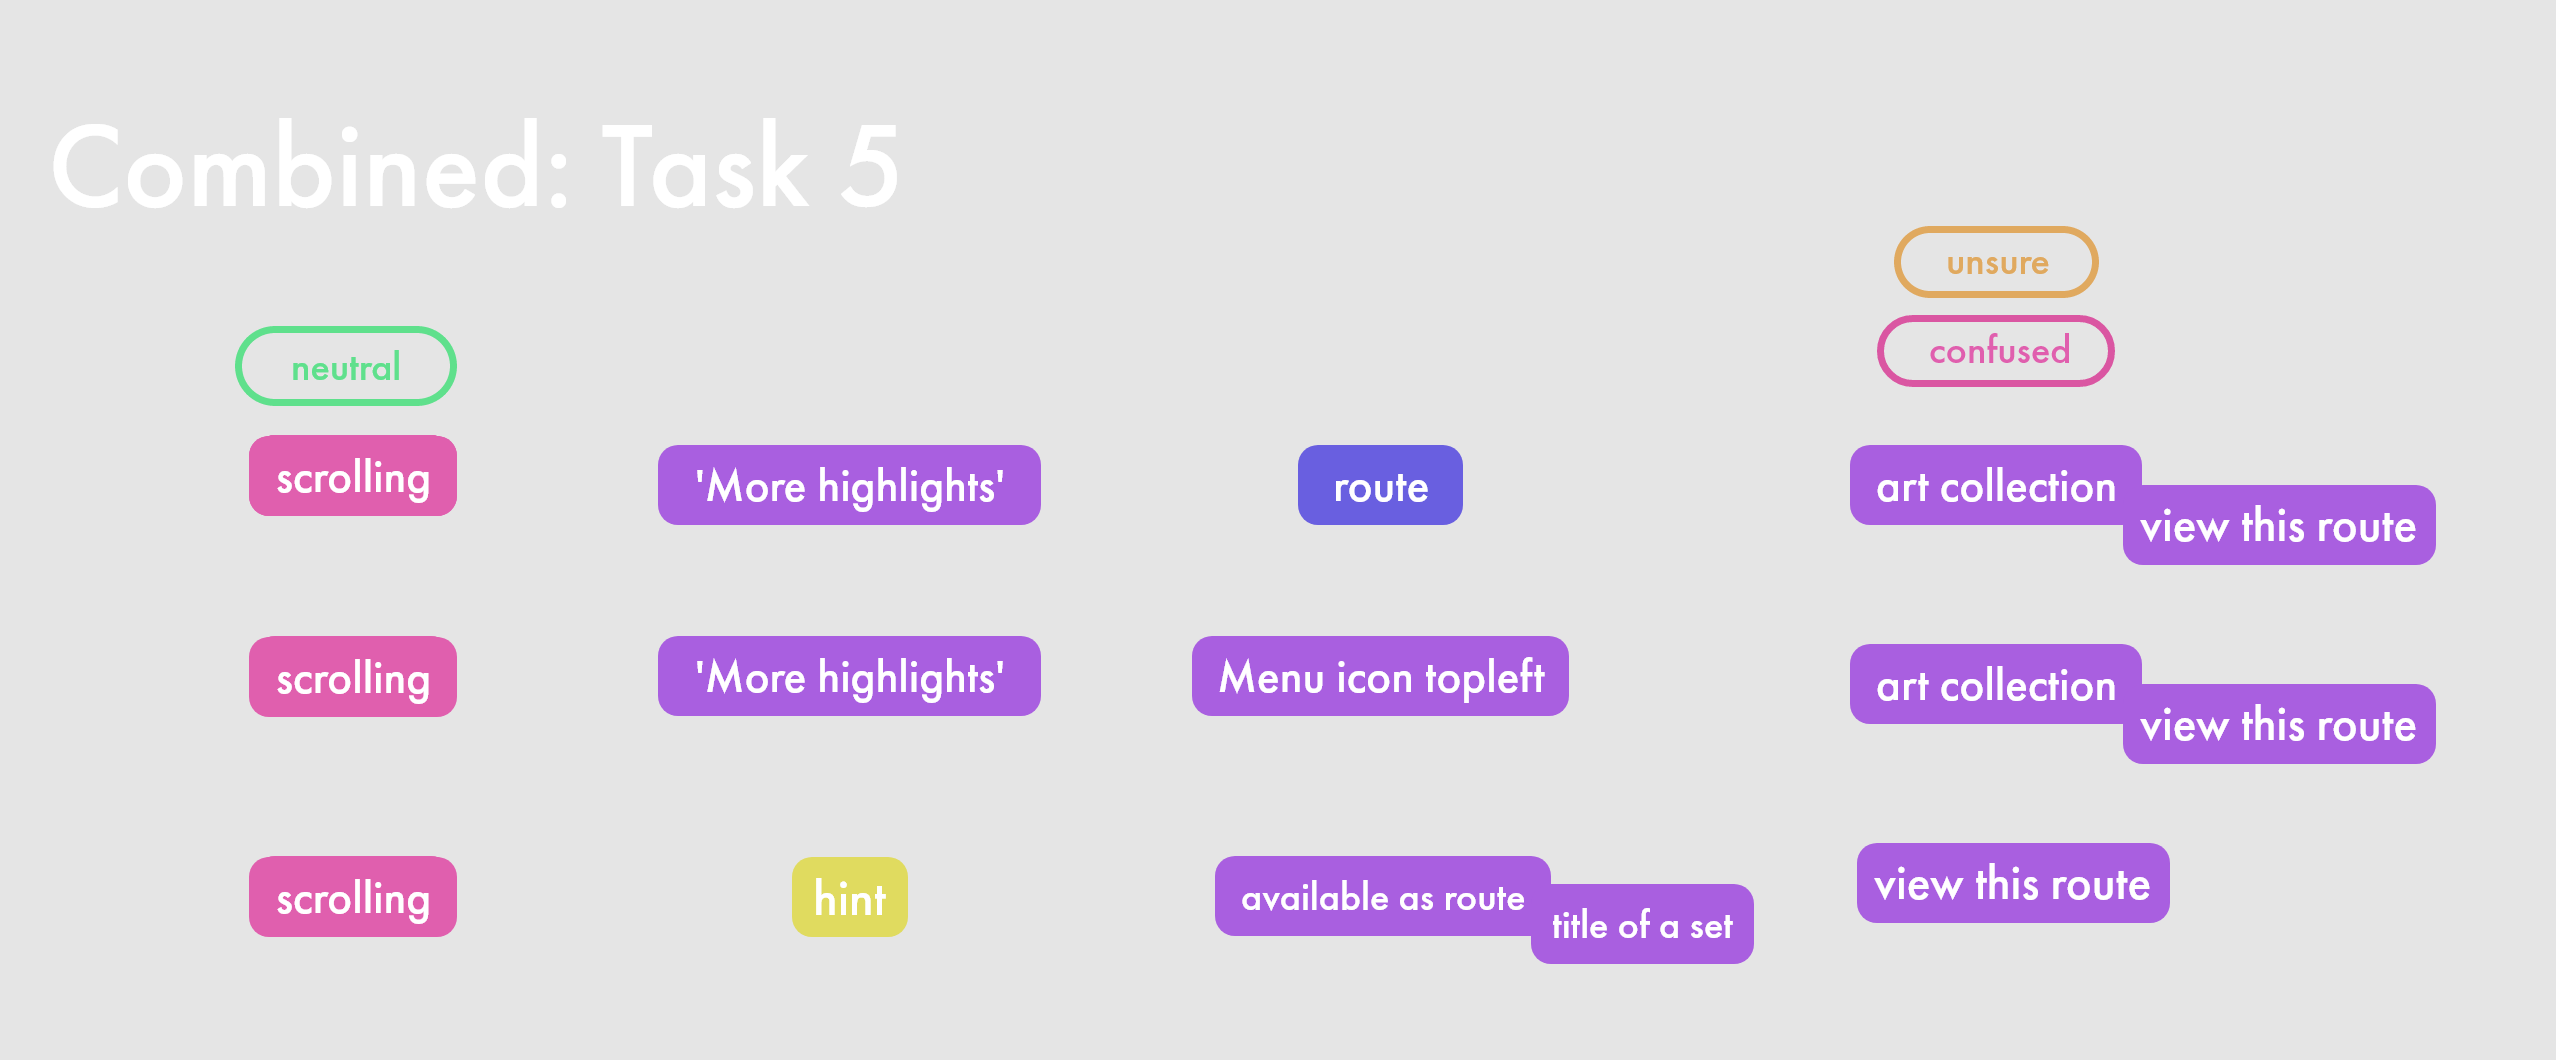 Combined: Task 5
unsure
neutral
confused
scrolling
'More highlights'
route
art collection
view this route
scrolling
'More highlights'
Menu icon topleft
art collection
view this route
scrolling
hint
available as route
title of a set
view this route